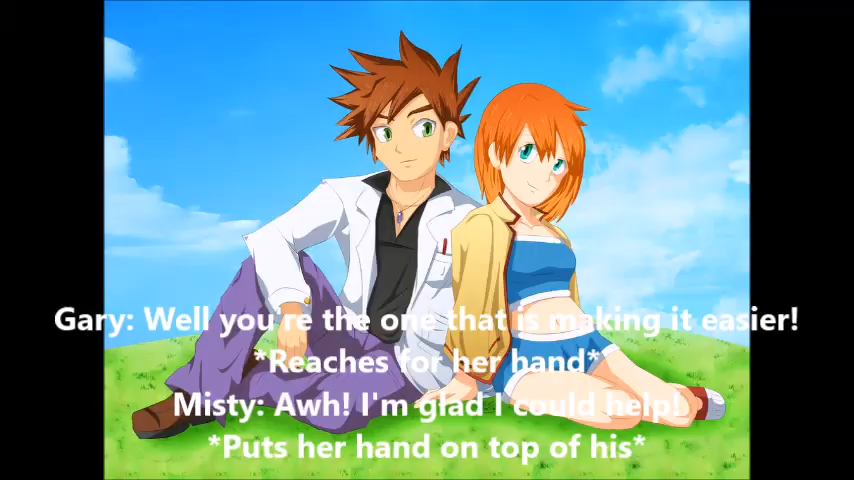 Gary: Well you're the one that is making it easier!
*Reaches for her hand*
Misty: Awh! I'm glad I could help!
*Puts her hand on top of his*